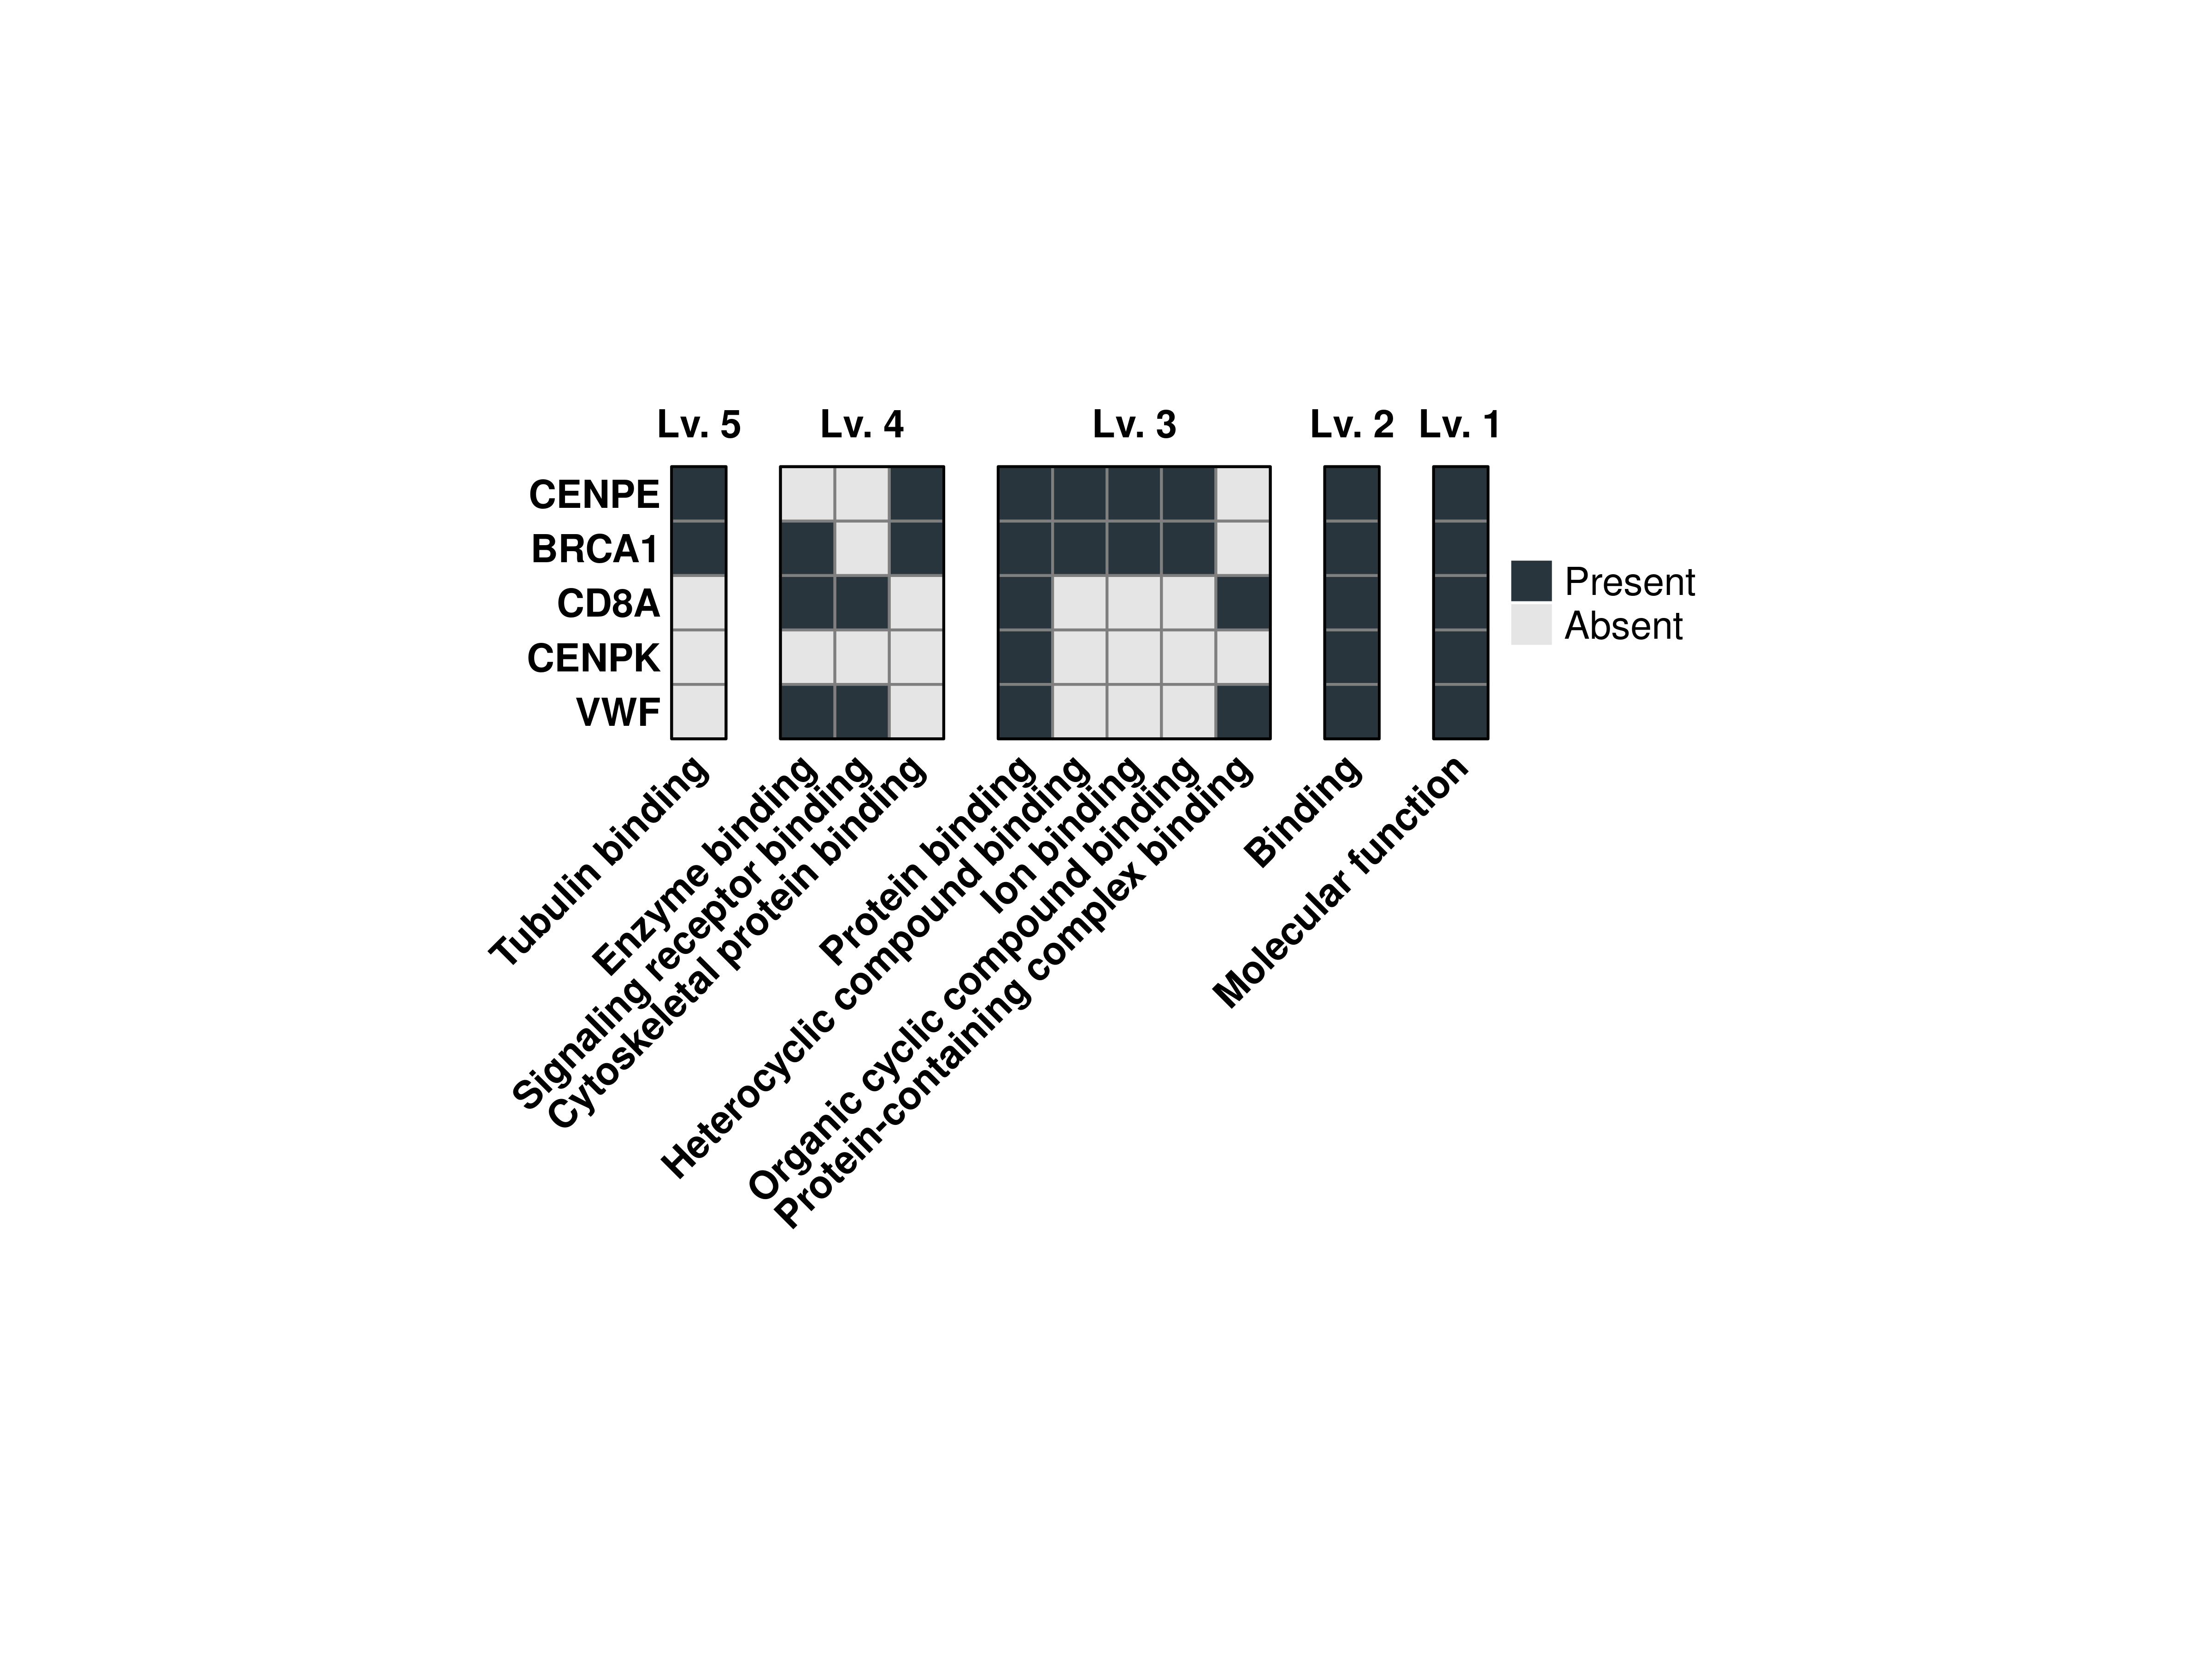 Lv. 5
Lv. 4
Lv. 3
Lv. 2
Lv. 1
CENPE
BRCA1
CD8A
CENPK
VWF
Present
Absent
Tubulin binding
Enzyme binding
Signaling receptor binding
Cytoskeletal protein binding
Protein binding
Heterocyclic compound binding
Ion binding
Organic cyclic compound binding
Protein-containing complex binding
Binding
Molecular function